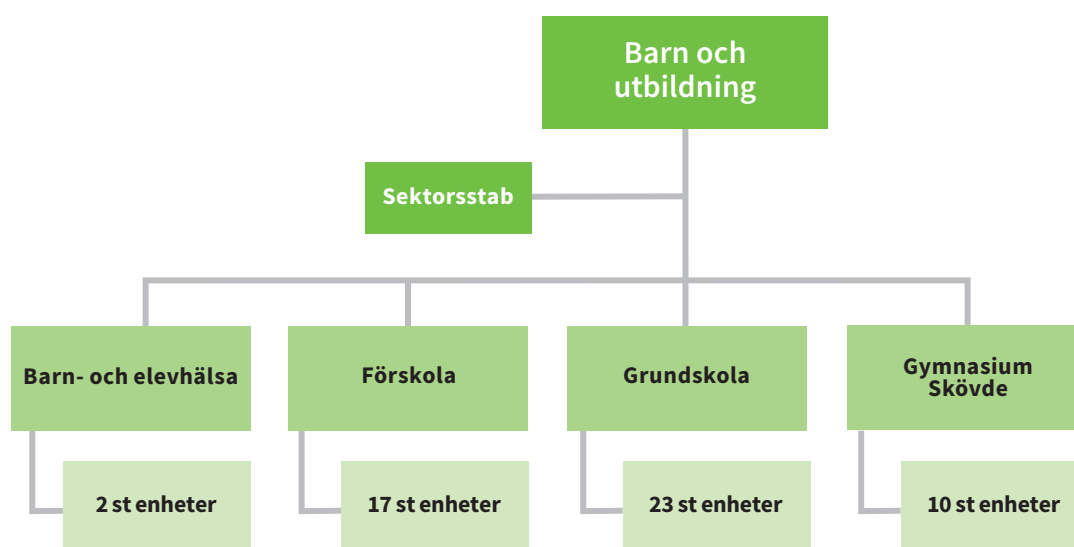 Barn och
utbildning
Sektorsstab
Barn- och elevhälsa
Förskola
Grundskola
Gymnasium
Skövde
2 st enheter
17 st enheter
23 st enheter
10 st enheter